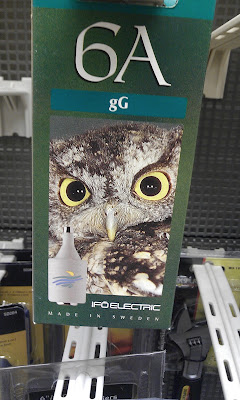 6A
gG
IFÖ ELECTRIC
MADE IN SWEDEN